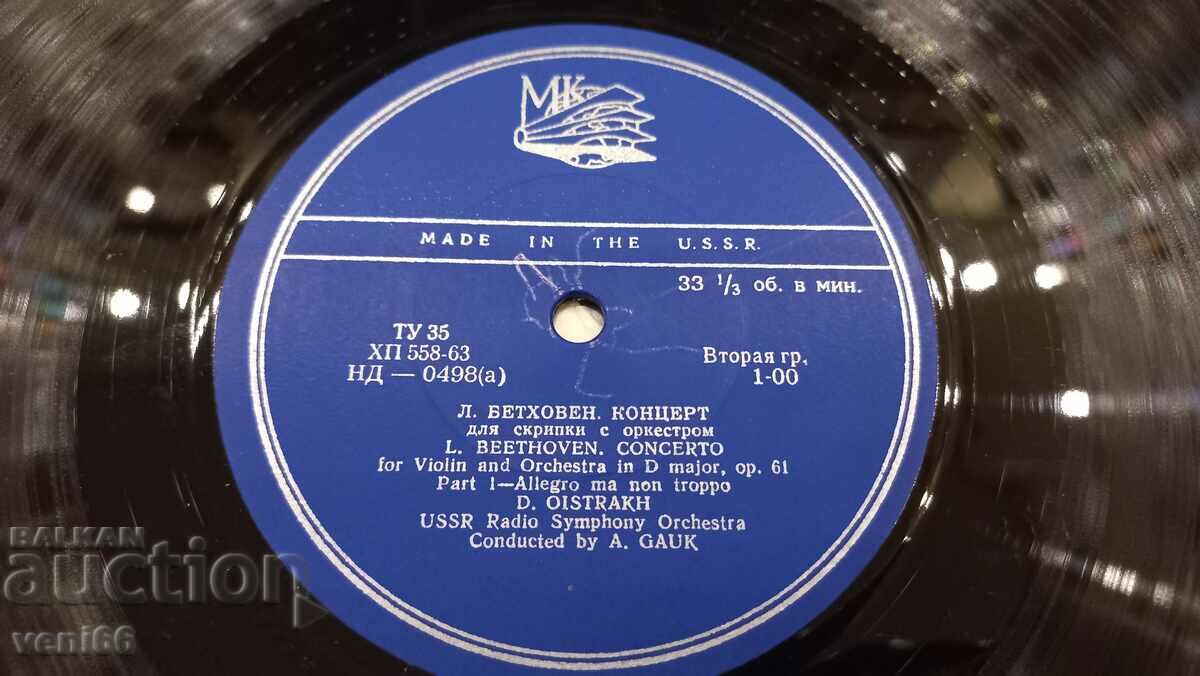 МК
MADE IN THE U.S.S.R.
33 1/3 об. в мин.
ТУ 35
ХП 558-63
НД — 0498(а)
Вторая гр.
1-00
Л. БЕТХОВЕН. КОНЦЕРТ
для скрипки с оркестром
L. BEETHOVEN. CONCERTO
for Violin and Orchestra in D major, op. 61
Part 1—Allegro ma non troppo
D. OISTRAKH
USSR Radio Symphony Orchestra
Conducted by A. GAUK
BALKAN
auction
veni66